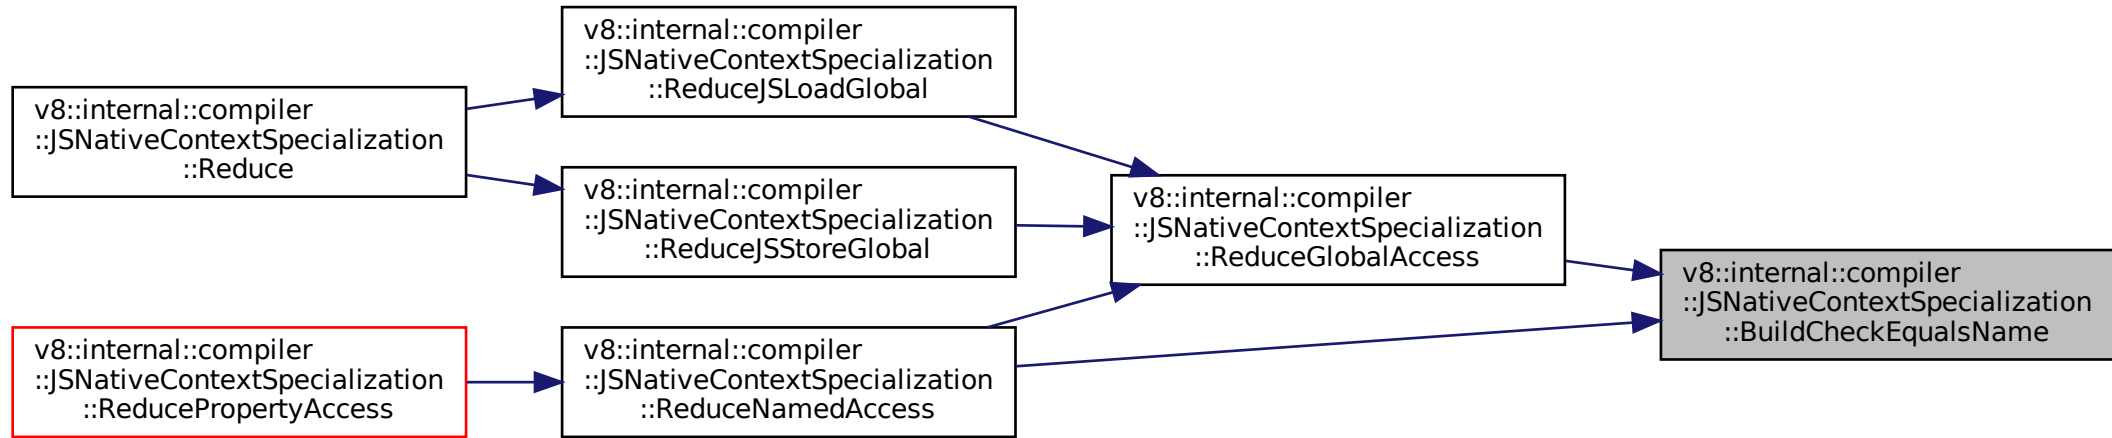 v8::internal::compiler
::JSNativeContextSpecialization
::Reduce
v8::internal::compiler
::JSNativeContextSpecialization
::ReducePropertyAccess
v8::internal::compiler
::JSNativeContextSpecialization
::ReduceJSLoadGlobal
v8::internal::compiler
::JSNativeContextSpecialization
::ReduceJSStoreGlobal
v8::internal::compiler
::JSNativeContextSpecialization
::ReduceNamedAccess
v8::internal::compiler
::JSNativeContextSpecialization
::ReduceGlobalAccess
v8::internal::compiler
::JSNativeContextSpecialization
::BuildCheckEqualsName